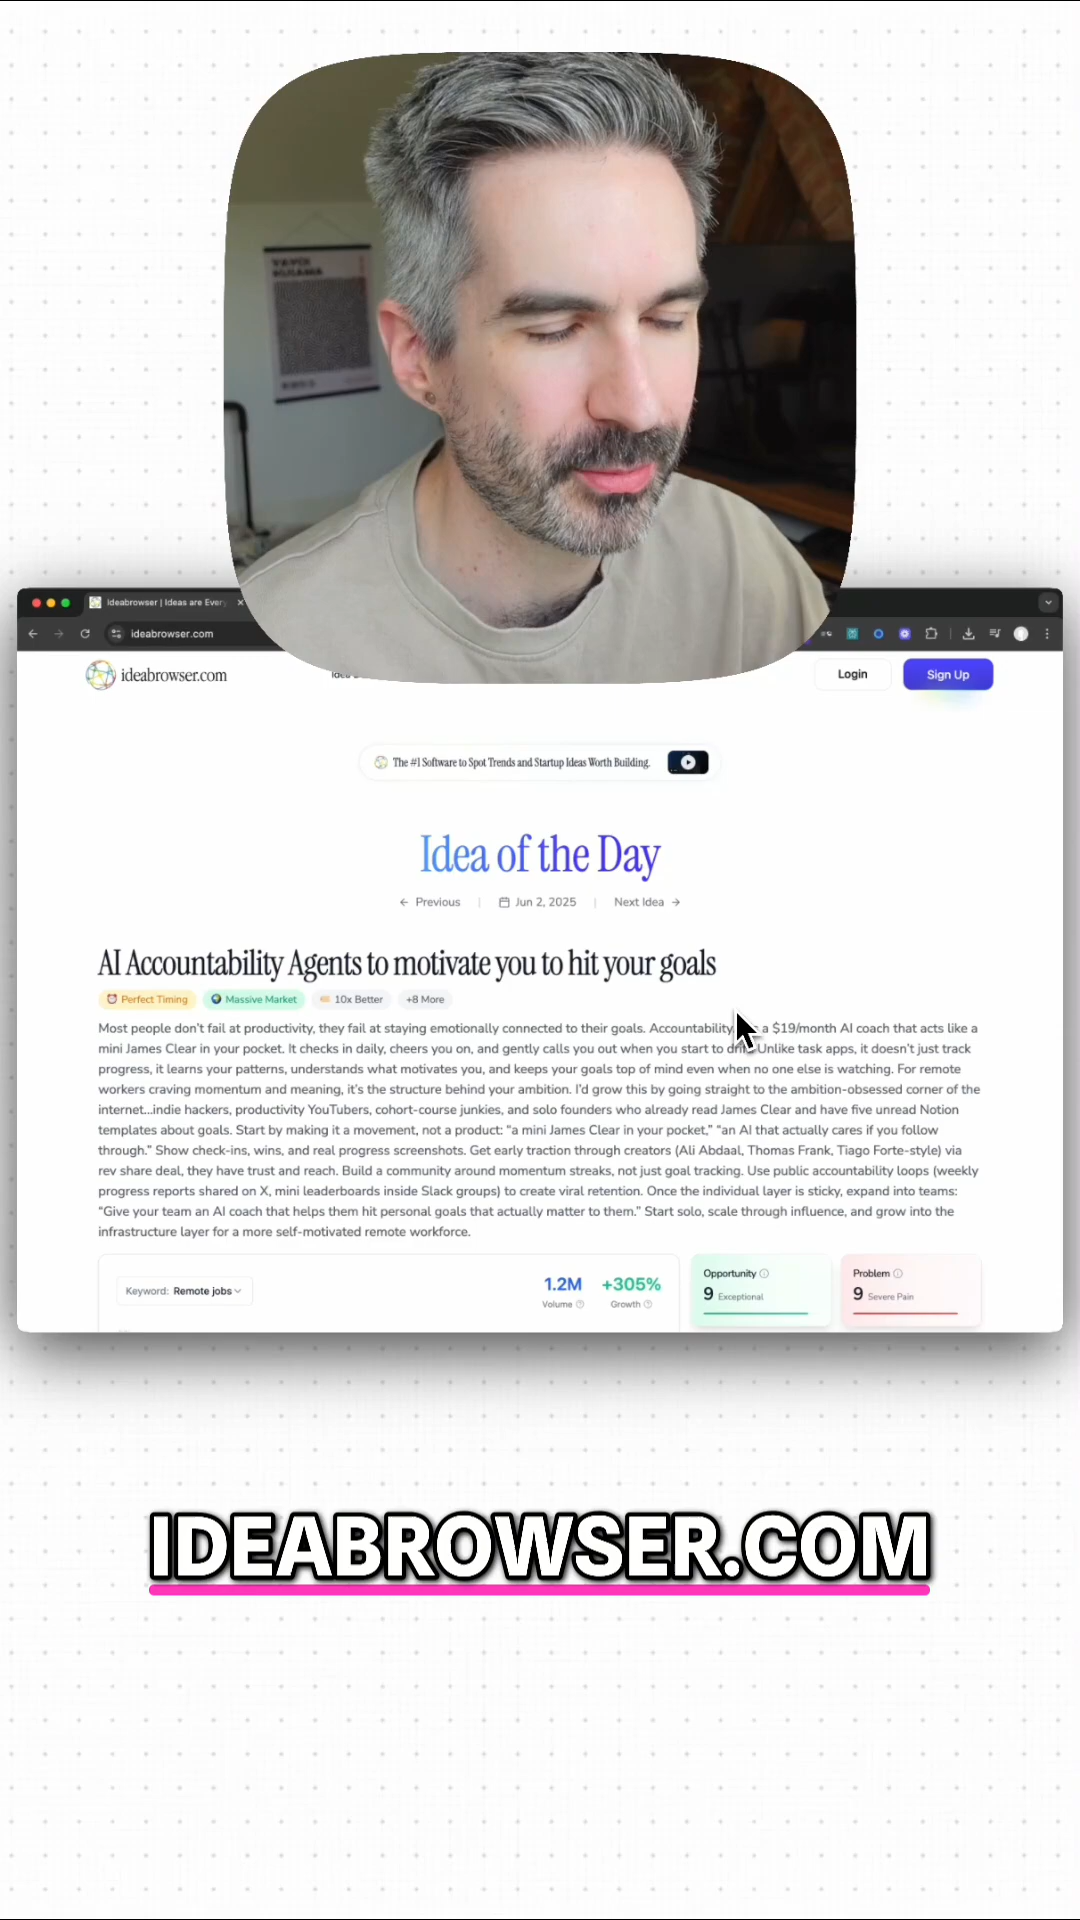 Ideabrowser | Ideas are Every
ideabrowser.com
ideabrowser.com
Login
Sign Up
The #1 Software to Spot Trends and Startup Ideas Worth Building.
Idea of the Day
Previous
Jun 2, 2025
Next Idea
AI Accountability Agents to motivate you to hit your goals
Perfect Timing
Massive Market
10x Better
+8 More
Most people don't fail at productivity, they fail at staying emotionally connected to their goals. Accountability a $19/month AI coach that acts like a
mini James Clear in your pocket. It checks in daily, cheers you on, and gently calls you out when you start to Unlike task apps, it doesn't just track
progress, it learns your patterns, understands what motivates you, and keeps your goals top of mind even when no one else is watching. For remote
workers craving momentum and meaning, it's the structure behind your ambition. I'd grow this by going straight to the ambition-obsessed corner of the
internet...indie hackers, productivity YouTubers, cohort-course junkies, and solo founders who already read James Clear and have five unread Notion
templates about goals. Start by making it a movement, not a product: "a mini James Clear in your pocket," "an AI that actually cares if you follow
through." Show check-ins, wins, and real progress screenshots. Get early traction through creators (Ali Abdaal, Thomas Frank, Tiago Forte-style) via
rev share deal, they have trust and reach. Build a community around momentum streaks, not just goal tracking. Use public accountability loops (weekly
progress reports shared on X, mini leaderboards inside Slack groups) to create viral retention. Once the individual layer is sticky, expand into teams:
"Give your team an AI coach that helps them hit personal goals that actually matter to them." Start solo, scale through influence, and grow into the
infrastructure layer for a more self-motivated remote workforce.
Keyword: Remote jobs
1.2M
Volume
+305%
Growth
Opportunity
9 Exceptional
Problem
9 Severe Pain
IDEABROWSER.COM